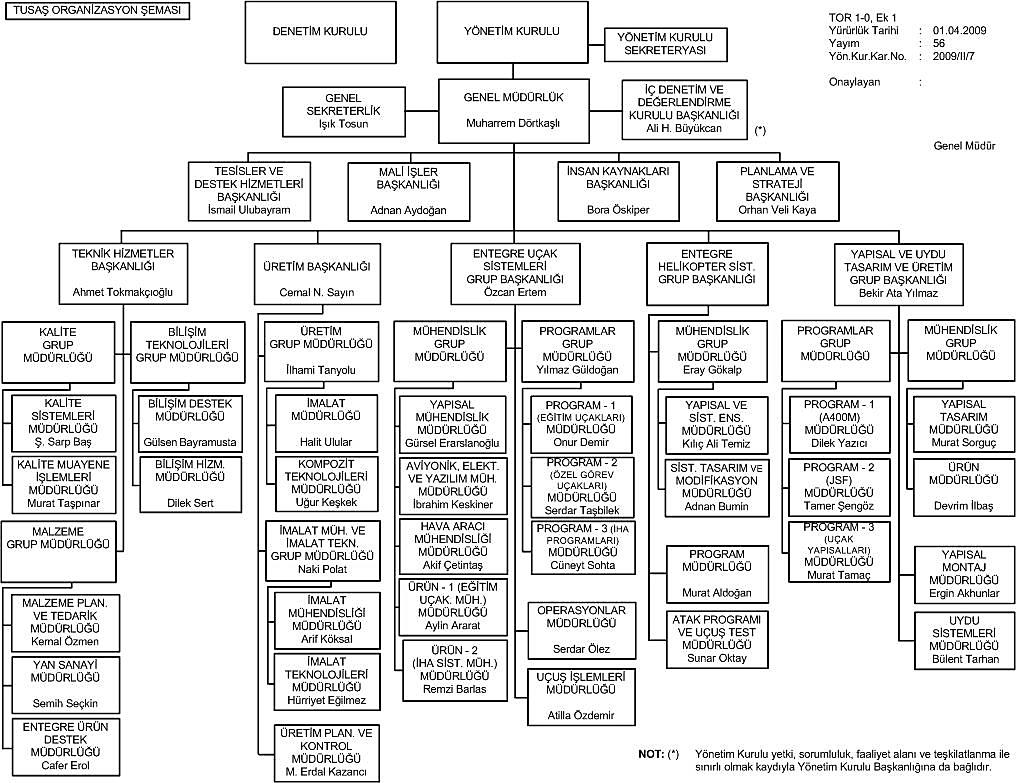 TUSAŞ ORGANIZASYON ŞEMASI
DENETİM KURULU
YÖNETİM KURULU
YÖNETİM KURULU
SEKRETERYASI
TOR 1-0, Ek 1
Yürürlük Tarihi : 01.04.2009
Yayım : 56
Yön.Kur.Kar.No. : 2009/II/7
Onaylayan :
Genel Müdür
GENEL
SEKRETERLİK
Işık Tosun
GENEL MÜDÜRLÜK
Muharrem Dörtkaşlı
İÇ DENETİM VE
DEĞERLENDİRME
KURULU BAŞKANLIĞI
Ali H. Büyükcan
(*)
TESİSLER VE
DESTEK HİZMETLERİ
BAŞKANLIĞI
İsmail Ulubayram
MALİ İŞLER
BAŞKANLIĞI
Adnan Aydoğan
İNSAN KAYNAKLARI
BAŞKANLIĞI
Bora Öskiper
PLANLAMA VE
STRATEJİ
BAŞKANLIĞI
Orhan Veli Kaya
TEKNİK HİZMETLER
BAŞKANLIĞI
Ahmet Tokmakçıoğlu
ÜRETİM BAŞKANLIĞI
Cemal N. Sayın
ENTEGRE UÇAK
SİSTEMLERİ
GRUP BAŞKANLIĞI
Özcan Ertem
ENTEGRE
HELİKOPTER SİST.
GRUP BAŞKANLIĞI
YAPISAL VE UYDU
TASARIM VE ÜRETİM
GRUP BAŞKANLIĞI
Bekir Ata Yılmaz
KALİTE
GRUP
MÜDÜRLÜĞÜ
BİLİŞİM
TEKNOLOJİLERİ
GRUP MÜDÜRLÜĞÜ
KALİTE
SİSTEMLERİ
MÜDÜRLÜĞÜ
Ş. Sarp Baş
BİLİŞİM DESTEK
MÜDÜRLÜĞÜ
Gülsen Bayramusta
KALİTE MUAYENE
İŞLEMLERİ
MÜDÜRLÜĞÜ
Murat Taşpınar
BİLİŞİM HİZM.
MÜDÜRLÜĞÜ
Dilek Sert
MALZEME
GRUP MÜDÜRLÜĞÜ
MALZEME PLAN.
VE TEDARİK
MÜDÜRLÜĞÜ
Kemal Özmen
YAN SANAYİ
MÜDÜRLÜĞÜ
Semih Seçkin
ENTEGRE ÜRÜN
DESTEK
MÜDÜRLÜĞÜ
Cafer Erol
ÜRETİM
GRUP MÜDÜRLÜĞÜ
İlhami Tanyolu
İMALAT
MÜDÜRLÜĞÜ
Halit Ulular
KOMPOZİT
TEKNOLOJİLERİ
MÜDÜRLÜĞÜ
Uğur Keşkek
İMALAT MÜH. VE
İMALAT TEKN.
GRUP MÜDÜRLÜĞÜ
Naki Polat
İMALAT
MÜHENDİSLİĞİ
MÜDÜRLÜĞÜ
Arif Köksal
İMALAT
TEKNOLOJİLERİ
MÜDÜRLÜĞÜ
Hürriyet Eğilmez
ÜRETİM PLAN. VE
KONTROL
MÜDÜRLÜĞÜ
M. Erdal Kazancı
MÜHENDİSLİK
GRUP
MÜDÜRLÜĞÜ
PROGRAMLAR
GRUP
MÜDÜRLÜĞÜ
Yılmaz Güldoğan
YAPISAL
MÜHENDİSLİK
MÜDÜRLÜĞÜ
Gürsel Erarslanoğlu
PROGRAM - 1
(EĞİTİM UÇAKLARI)
MÜDÜRLÜĞÜ
Onur Demir
AVİYONİK, ELEKT.
VE YAZILIM MÜH.
MÜDÜRLÜĞÜ
İbrahim Keskiner
PROGRAM - 2
(ÖZEL GÖREV
UÇAKLARI)
MÜDÜRLÜĞÜ
Serdar Taşbilek
HAVA ARACI
MÜHENDİSLİĞİ
MÜDÜRLÜĞÜ
Akif Çetintaş
PROGRAM - 3 (İHA
PROGRAMLARI)
MÜDÜRLÜĞÜ
Cüneyt Sohta
ÜRÜN - 1 (EĞİTİM
UÇAK. MÜH.)
MÜDÜRLÜĞÜ
Aylin Ararat
OPERASYONLAR
MÜDÜRLÜĞÜ
Serdar Ölez
ÜRÜN - 2
(İHA SİST. MÜH.)
MÜDÜRLÜĞÜ
Remzi Barlas
UÇUŞ İŞLEMLERİ
MÜDÜRLÜĞÜ
Atilla Özdemir
MÜHENDİSLİK
GRUP
MÜDÜRLÜĞÜ
Eray Gökalp
YAPISAL VE
SİST. ENS.
MÜDÜRLÜĞÜ
Kılıç Ali Temiz
SİST. TASARIM VE
MODİFİKASYON
MÜDÜRLÜĞÜ
Adnan Bumin
PROGRAM
MÜDÜRLÜĞÜ
Murat Aldoğan
ATAK PROGRAMI
VE UÇUŞ TEST
MÜDÜRLÜĞÜ
Sunar Oktay
PROGRAMLAR
GRUP
MÜDÜRLÜĞÜ
MÜHENDİSLİK
GRUP
MÜDÜRLÜĞÜ
PROGRAM - 1
(A400M)
MÜDÜRLÜĞÜ
Dilek Yazıcı
YAPISAL
TASARIM
MÜDÜRLÜĞÜ
Murat Sorguç
PROGRAM - 2
(JSF)
MÜDÜRLÜĞÜ
Tamer Şengöz
ÜRÜN
MÜDÜRLÜĞÜ
Devrim İlbaş
PROGRAM - 3
(UÇAK
YAPISALLARI)
MÜDÜRLÜĞÜ
Murat Tamaç
YAPISAL
MONTAJ
MÜDÜRLÜĞÜ
Ergin Akhunlar
UYDU
SİSTEMLERİ
MÜDÜRLÜĞÜ
Bülent Tarhan
NOT: (*) Yönetim Kurulu yetki, sorumluluk, faaliyet alanı ve teşkilatlanma ile
sınırlı olmak kaydıyla Yönetim Kurulu Başkanlığına da bağlıdır.